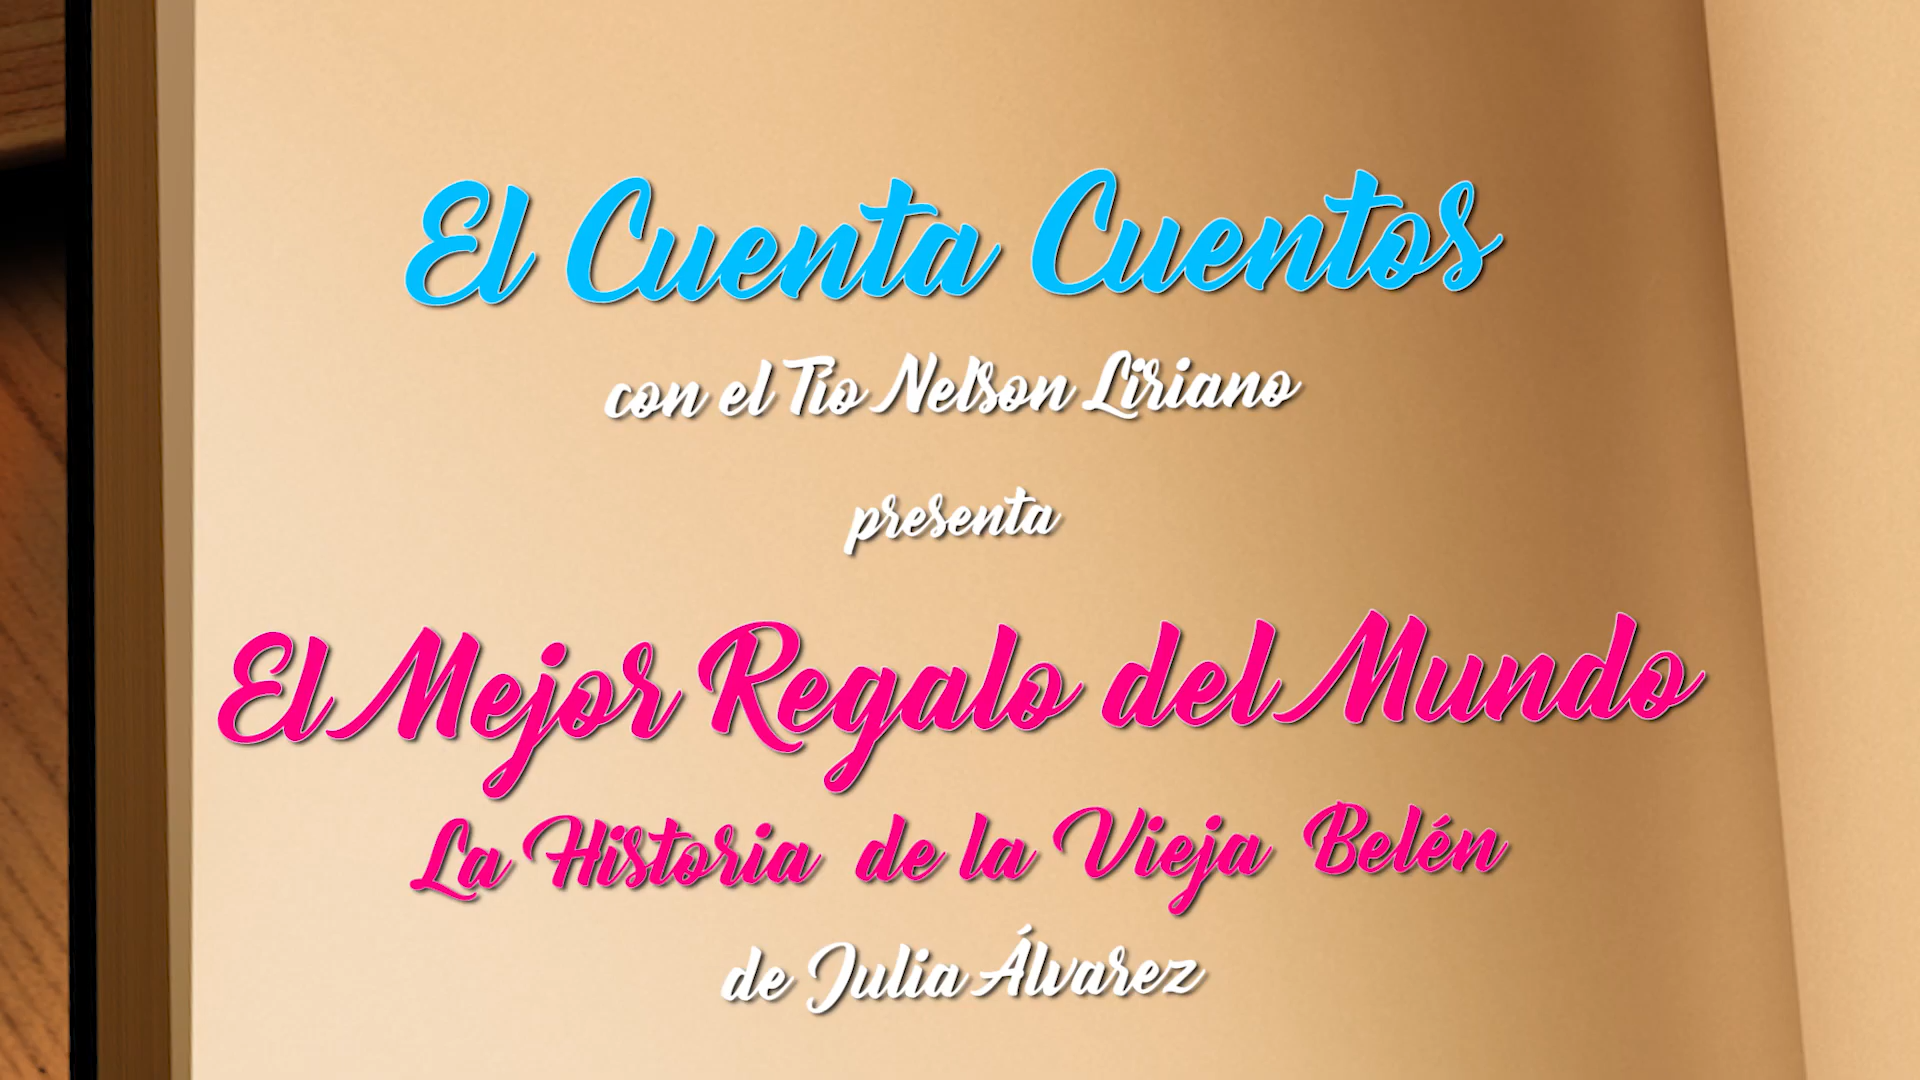 El Cuenta Cuentos
con el Tío Nelson Liriano
presenta
El Mejor Regalo del Mundo
La Historia de la Vieja Belén
de Julia Álvarez